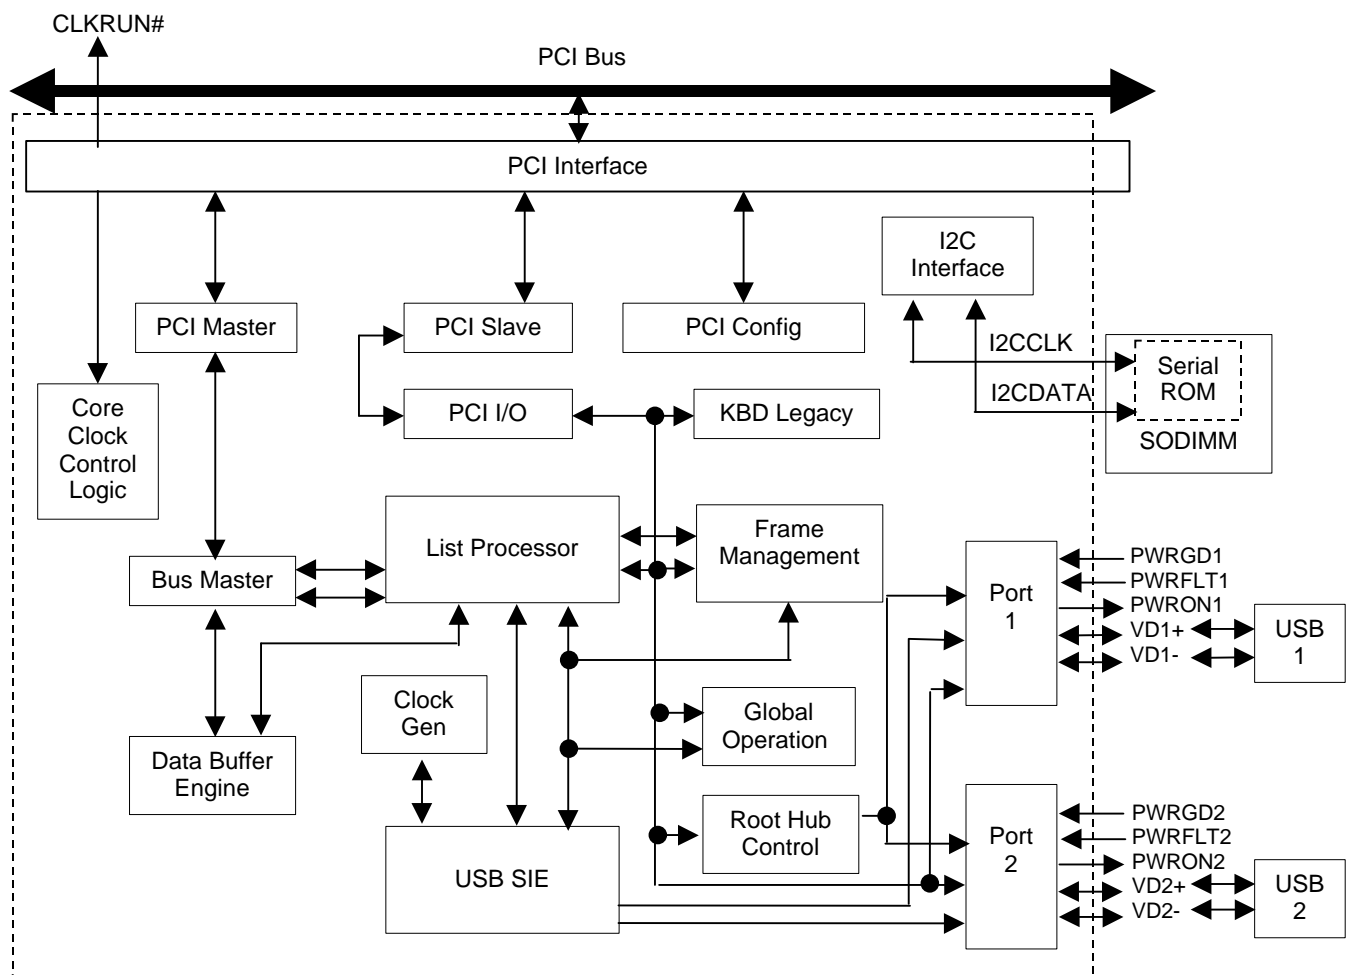 CLKRUN#
PCI Bus
PCI Interface
I2C
Interface
PCI Master
PCI Slave
PCI Config
I2CCLK
Serial
ROM
I2CDATA
SODIMM
Core
Clock
Control
Logic
PCI I/O
KBD Legacy
List Processor
Frame
Management
Bus Master
Port
1
PWRGD1
PWRFLT1
PWRON1
VD1+
VD1-
USB
1
Clock
Gen
Global
Operation
Data Buffer
Engine
Root Hub
Control
USB SIE
Port
2
PWRGD2
PWRFLT2
PWRON2
VD2+
VD2-
USB
2